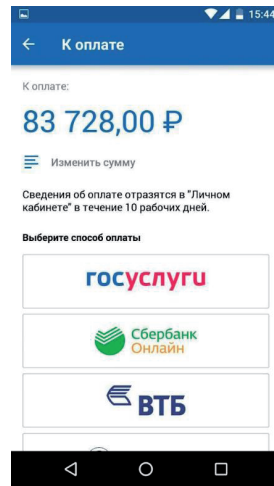 15:44
К оплате
К оплате:
83 728,00 ₽
Изменить сумму
Сведения об оплате отразятся в "Личном
кабинете" в течение 10 рабочих дней.
Выберите способ оплаты
госуслуги
Сбербанк
Онлайн
ВТБ